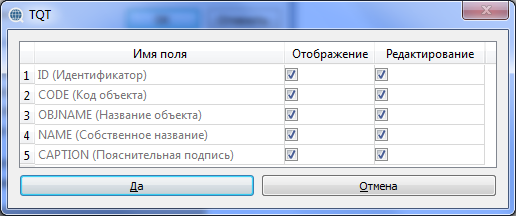 TQT
Имя поля Отображение Редактирование
1 ID (Идентификатор)
2 CODE (Код объекта)
3 OBJNAME (Название объекта)
4 NAME (Собственное название)
5 CAPTION (Пояснительная подпись)
Да Отмена